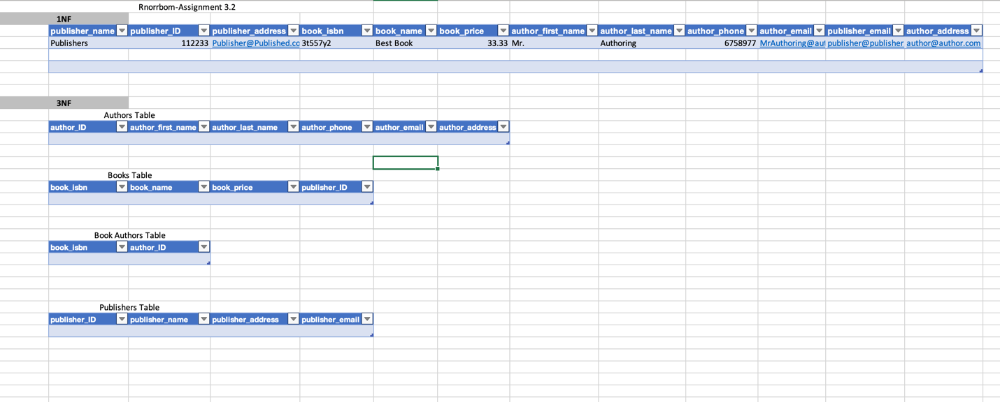 Rnorrbom-Assignment 3.2
1NF
publisher_name publisher_ID publisher_address book_isbn book_name book_price author_first_name author_last_name author_phone author_email publisher_email author_address
Publishers 112233 Publisher@Published.co 3t557y2 Best Book 33.33 Mr. Authoring 6758977 MrAuthoring@aut publisher@publisher author@author.com
3NF
Authors Table
author_ID author_first_name author_last_name author_phone author_email author_address
Books Table
book_isbn book_name book_price publisher_ID
Book Authors Table
book_isbn author_ID
Publishers Table
publisher_ID publisher_name publisher_address publisher_email